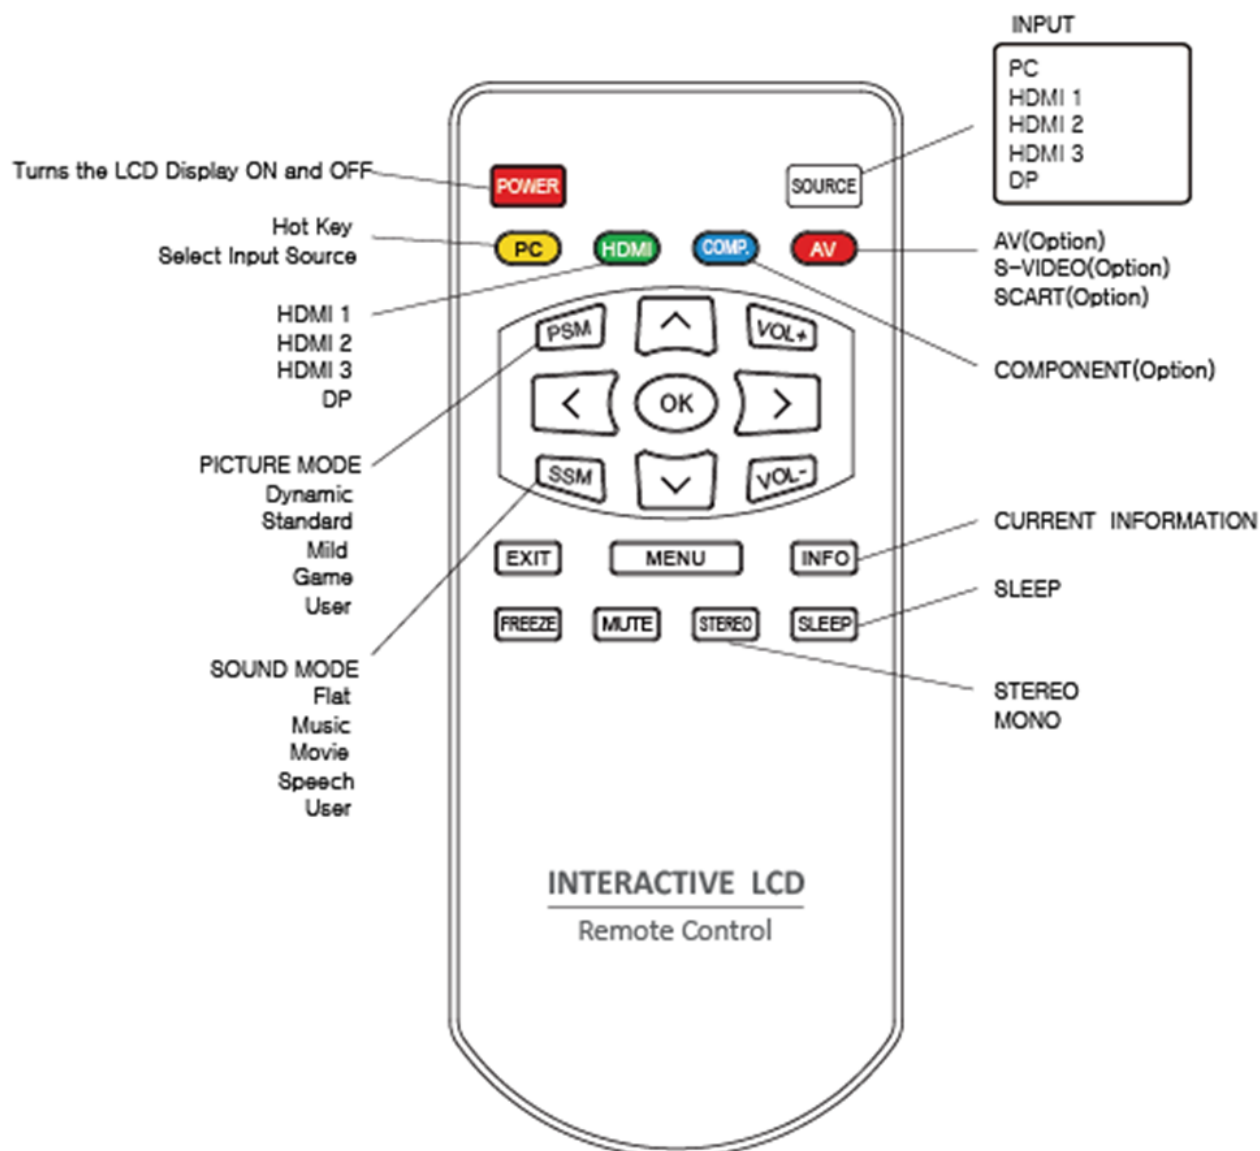 INPUT
PC
HDMI 1
HDMI 2
HDMI 3
DP
Turns the LCD Display ON and OFF
POWER
SOURCE
Hot Key
Select Input Source
PC
HDMI
COMP.
AV
AV(Option)
S-VIDEO(Option)
SCART(Option)
HDMI 1
HDMI 2
HDMI 3
DP
PSM
VOL+
OK
COMPONENT(Option)
SSM
VOL-
PICTURE MODE
Dynamic
Standard
Mild
Game
User
EXIT
MENU
INFO
CURRENT INFORMATION
FREEZE
MUTE
STEREO
SLEEP
SLEEP
SOUND MODE
Flat
Music
Movie
Speech
User
STEREO
MONO
INTERACTIVE LCD
Remote Control